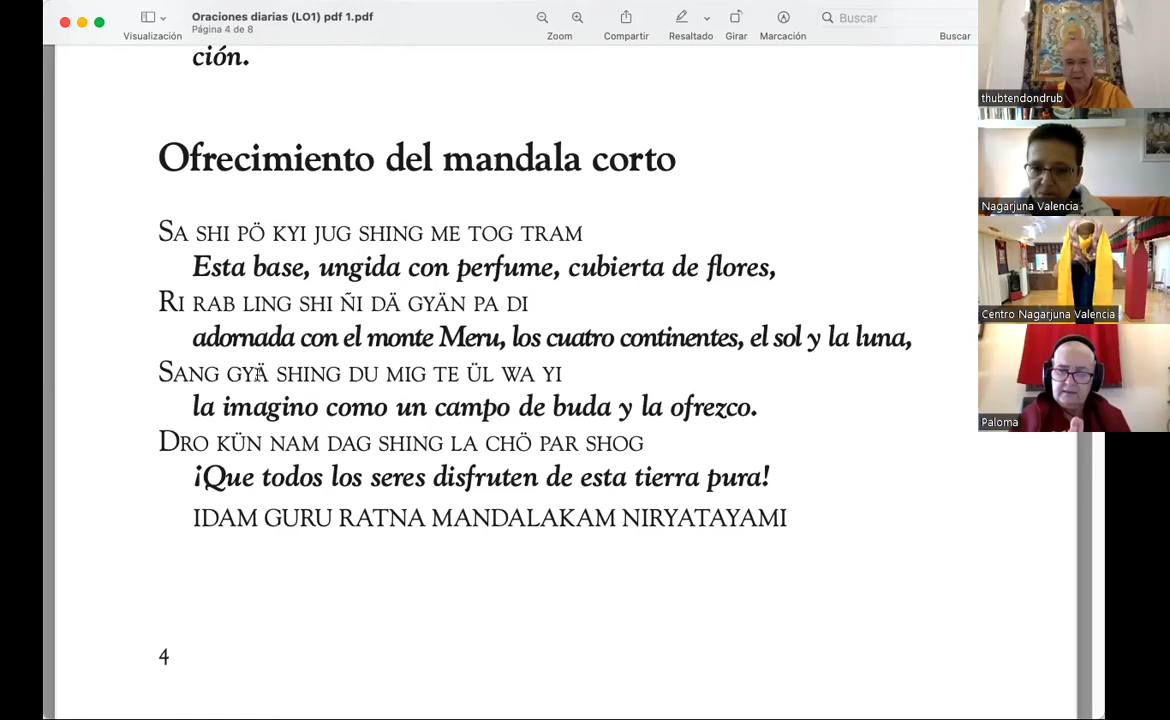 Oraciones diarias (LO1) pdf 1.pdf
Página 4 de 8
Visualización
Zoom
Compartir
Resaltado
Girar
Marcación
Buscar
Buscar
ción.
Ofrecimiento del mandala corto
SA SHI PÖ KYI JUG SHING ME TOG TRAM
Esta base, ungida con perfume, cubierta de flores,
RI RAB LING SHI ÑI DÄ GYÄN PA DI
adornada con el monte Meru, los cuatro continentes, el sol y la luna,
SANG GYÄ SHING DU MIG TE ÜL WA YI
la imagino como un campo de buda y la ofrezco.
DRO KÜN NAM DAG SHING LA CHÖ PAR SHOG
¡Que todos los seres disfruten de esta tierra pura!
IDAM GURU RATNA MANDALAKAM NIRYATAYAMI
4
thubtendondrub
Nagarjuna Valencia
Centro Nagarjuna Valencia
Paloma